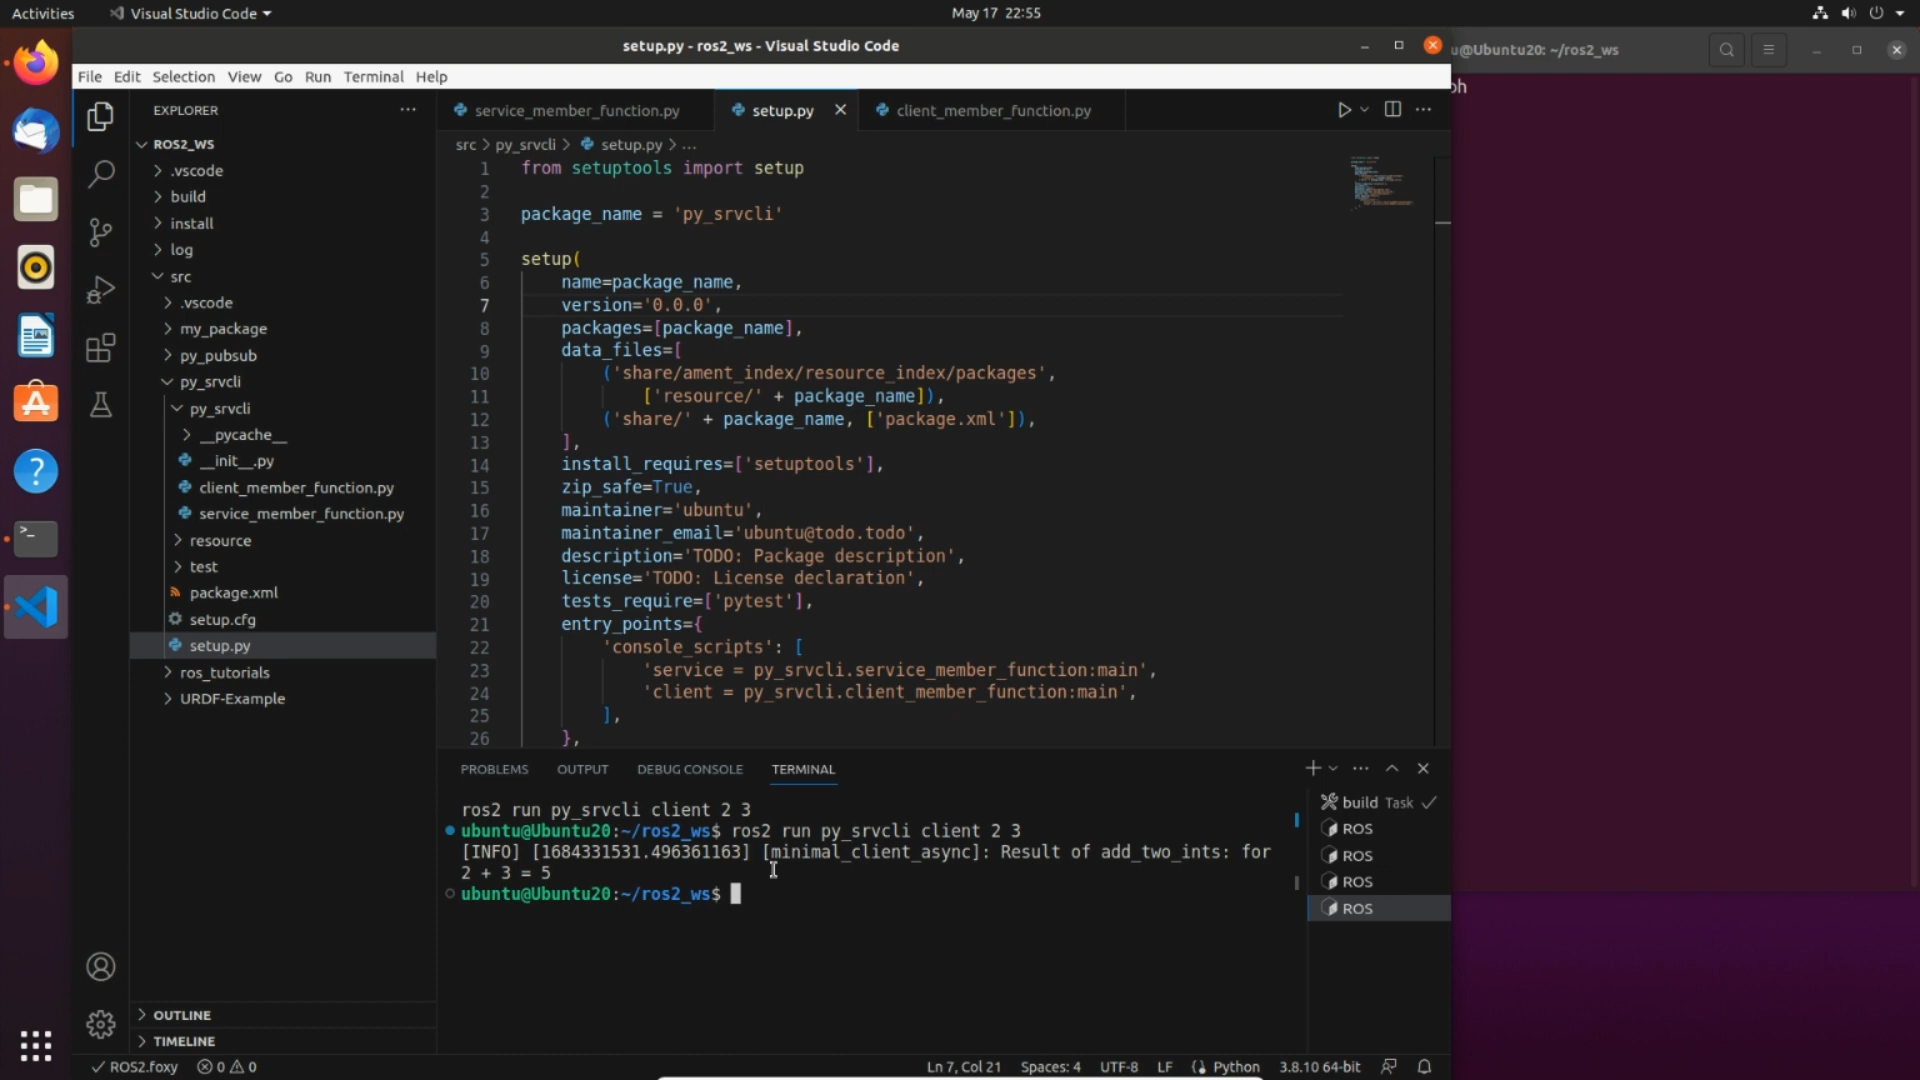 Activities
Visual Studio Code
May 17 22:55
setup.py - ros2_ws - Visual Studio Code
u@Ubuntu20: ~/ros2_ws
File Edit Selection View Go Run Terminal Help
EXPLORER
ROS2_WS
.vscode
build
install
log
src
.vscode
my_package
py_pubsub
py_srvcli
py_srvcli
__pycache__
__init__.py
client_member_function.py
service_member_function.py
resource
test
package.xml
setup.cfg
setup.py
ros_tutorials
URDF-Example
OUTLINE
TIMELINE
service_member_function.py
setup.py
client_member_function.py
src > py_srvcli > setup.py > ...
1 from setuptools import setup
2
3 package_name = 'py_srvcli'
4
5 setup(
6 name=package_name,
7 version='0.0.0',
8 packages=[package_name],
9 data_files=[
10 ('share/ament_index/resource_index/packages',
11 ['resource/' + package_name]),
12 ('share/' + package_name, ['package.xml']),
13 ],
14 install_requires=['setuptools'],
15 zip_safe=True,
16 maintainer='ubuntu',
17 maintainer_email='ubuntu@todo.todo',
18 description='TODO: Package description',
19 license='TODO: License declaration',
20 tests_require=['pytest'],
21 entry_points={
22 'console_scripts': [
23 'service = py_srvcli.service_member_function:main',
24 'client = py_srvcli.client_member_function:main',
25 ],
26 },
PROBLEMS OUTPUT DEBUG CONSOLE TERMINAL
ros2 run py_srvcli client 2 3
ubuntu@Ubuntu20:~/ros2_ws$ ros2 run py_srvcli client 2 3
[INFO] [1684331531.496361163] [minimal_client_async]: Result of add_two_ints: for
2 + 3 = 5
ubuntu@Ubuntu20:~/ros2_ws$
build Task
ROS
ROS
ROS
ROS
ph
ROS2.foxy 0 0
Ln 7, Col 21 Spaces: 4 UTF-8 LF Python 3.8.10 64-bit